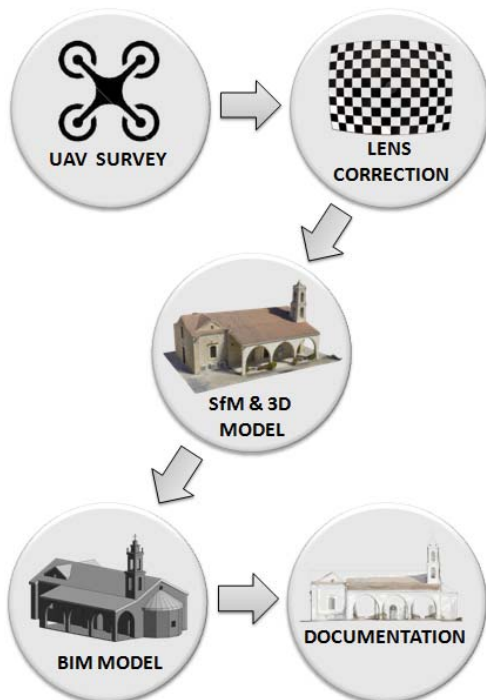 UAV SURVEY
LENS
CORRECTION
SfM & 3D
MODEL
BIM MODEL
DOCUMENTATION